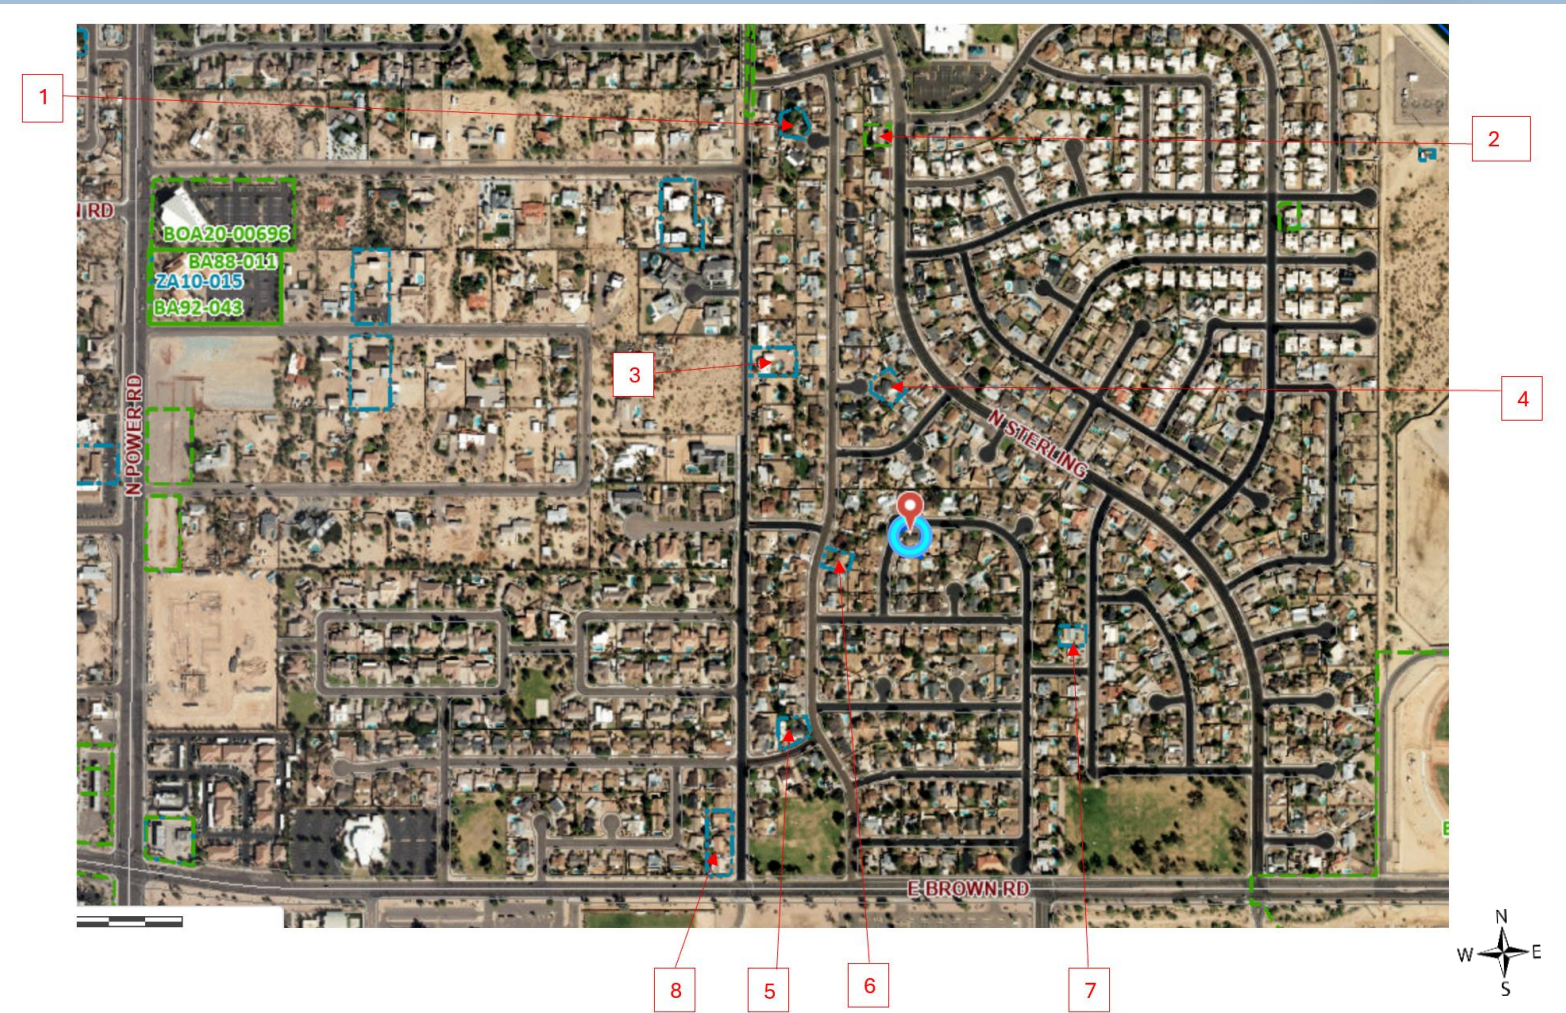 1
2
N RD
BOA20-00696
BA88-011
ZA10-015
BA92-043
3
4
N POWER RD
N STERLING
E BROWN RD
N
W E
S
8
5
6
7